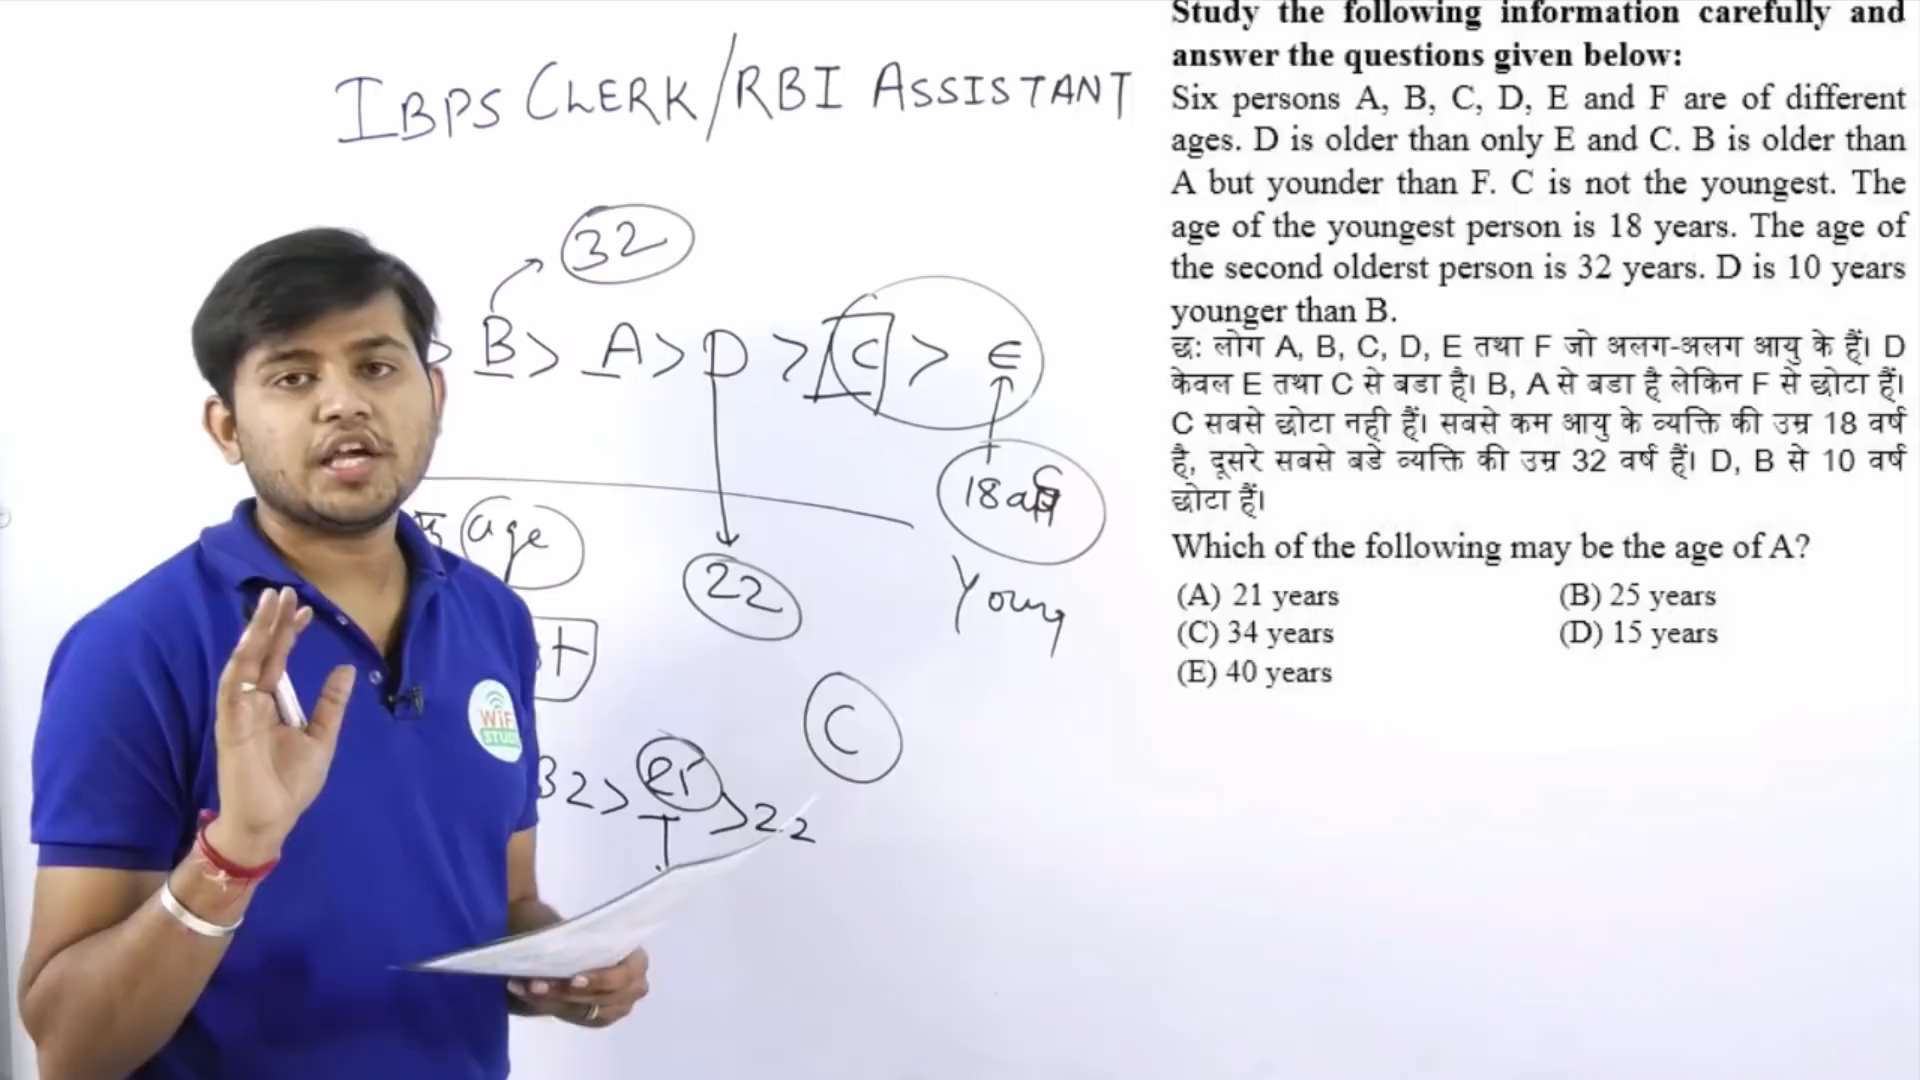 Study the following information carefully and
answer the questions given below:
Six persons A, B, C, D, E and F are of different
ages. D is older than only E and C. B is older than
A but younder than F. C is not the youngest. The
age of the youngest person is 18 years. The age of
the second olderst person is 32 years. D is 10 years
younger than B.
छः लोग A, B, C, D, E तथा F जो अलग-अलग आयु के हैं। D
केवल E तथा C से बडा है। B, A से बडा है लेकिन F से छोटा हैं।
C सबसे छोटा नही हैं। सबसे कम आयु के व्यक्ति की उम्र 18 वर्ष
है, दूसरे सबसे बडे व्यक्ति की उम्र 32 वर्ष हैं। D, B से 10 वर्ष
छोटा हैं।
Which of the following may be the age of A?
(A) 21 years (B) 25 years
(C) 34 years (D) 15 years
(E) 40 years
IBPS CLERK/RBI ASSISTANT
32
B > A > D > C > E
18
age
22
Young
C
32 > > 22
WiFi
STUDY